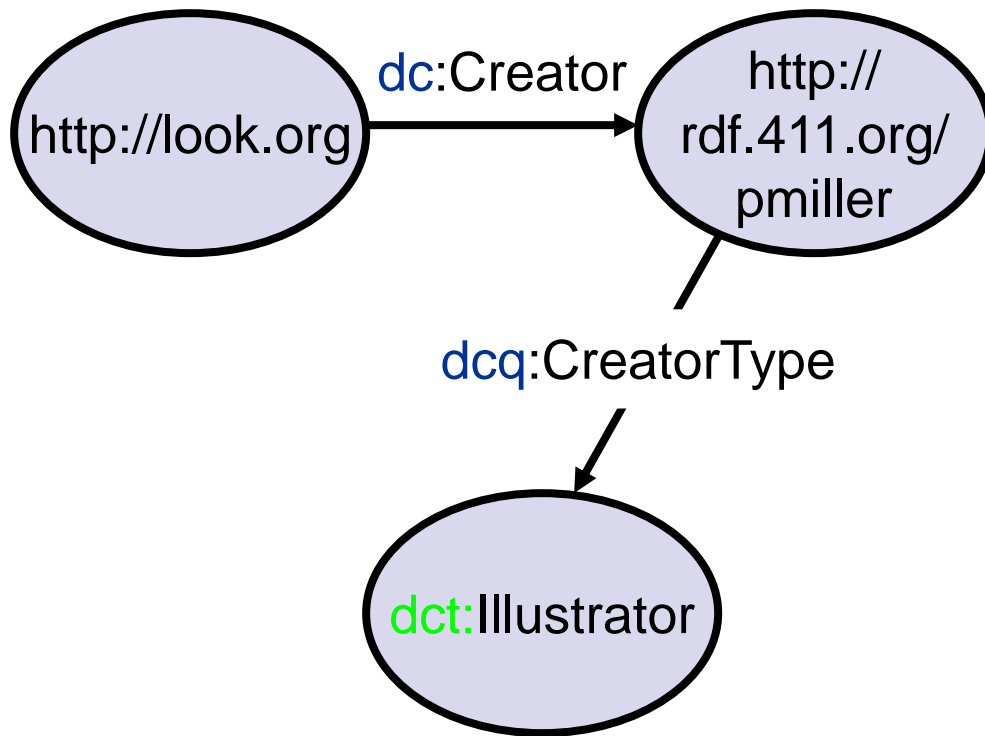 http://look.org
dc:Creator
http://
rdf.411.org/
pmiller
dcq:CreatorType
dct:Illustrator